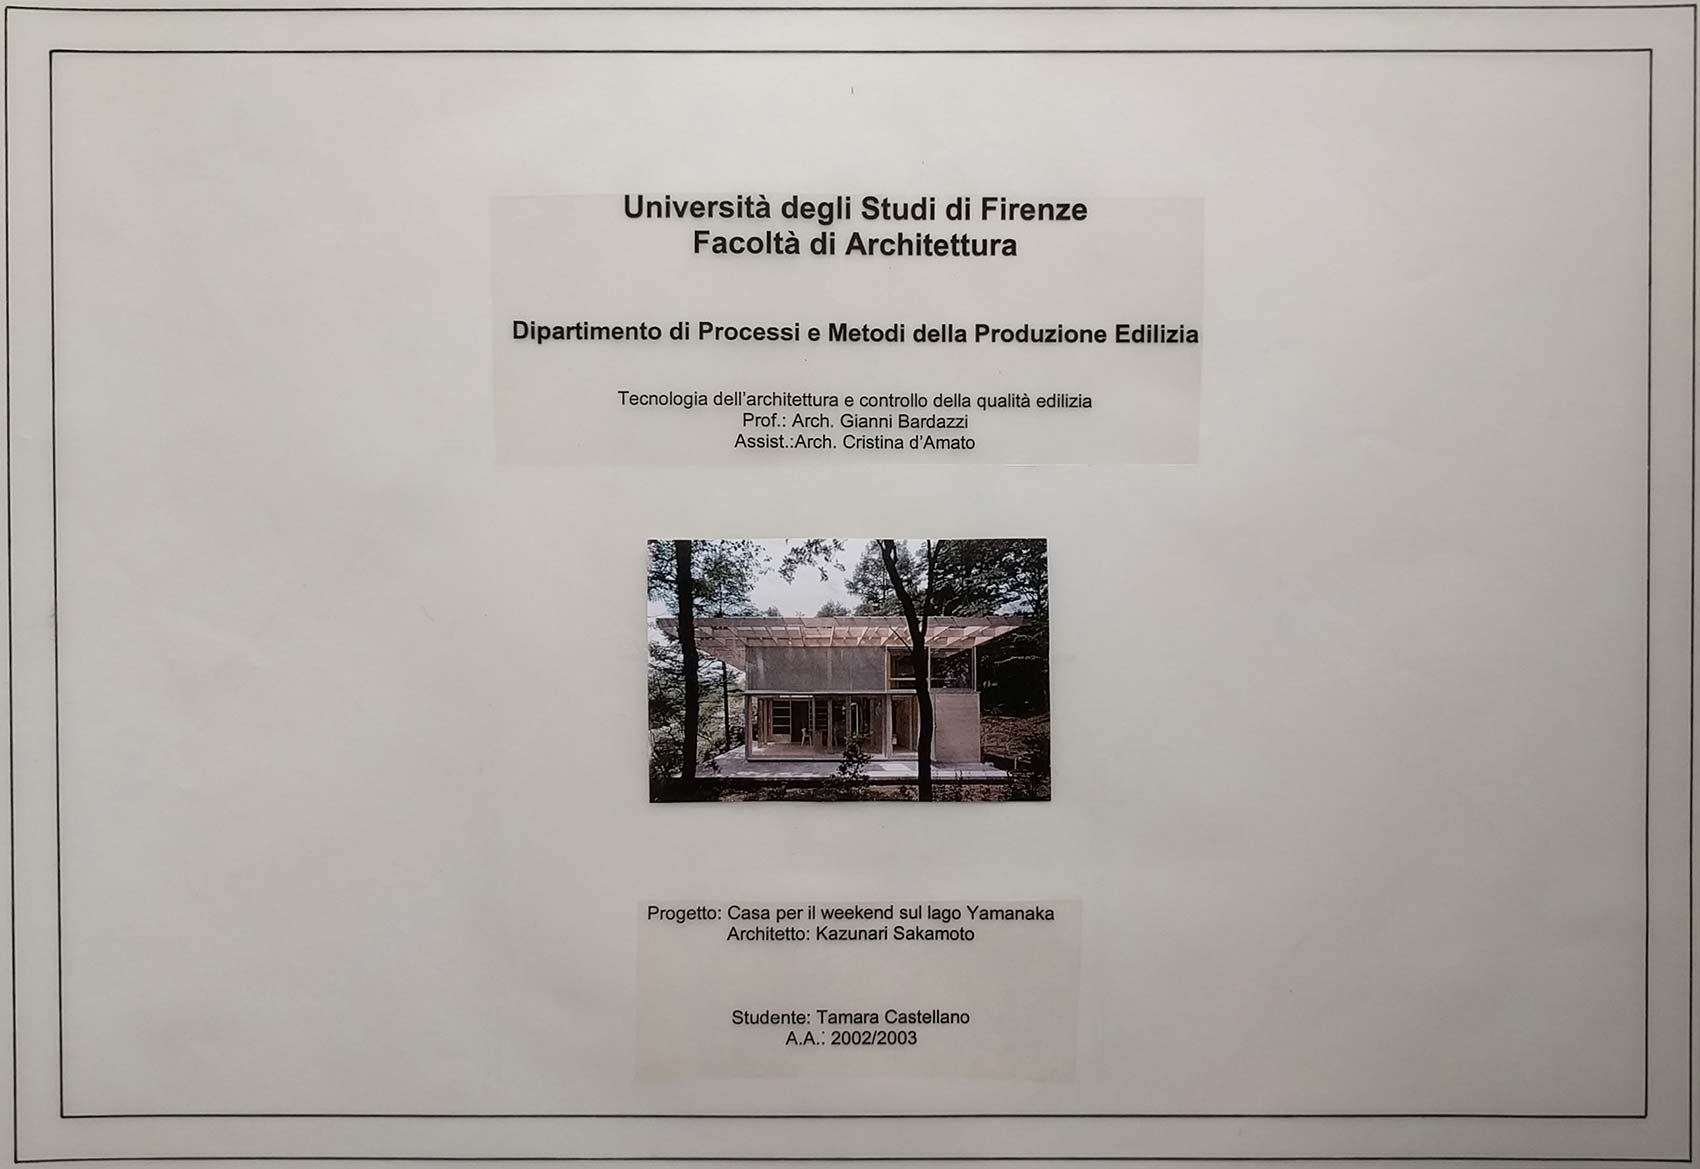 Università degli Studi di Firenze
Facoltà di Architettura
Dipartimento di Processi e Metodi della Produzione Edilizia
Tecnologia dell'architettura e controllo della qualità edilizia
Prof.: Arch. Gianni Bardazzi
Assist.:Arch. Cristina d'Amato
Progetto: Casa per il weekend sul lago Yamanaka
Architetto: Kazunari Sakamoto
Studente: Tamara Castellano
A.A.: 2002/2003